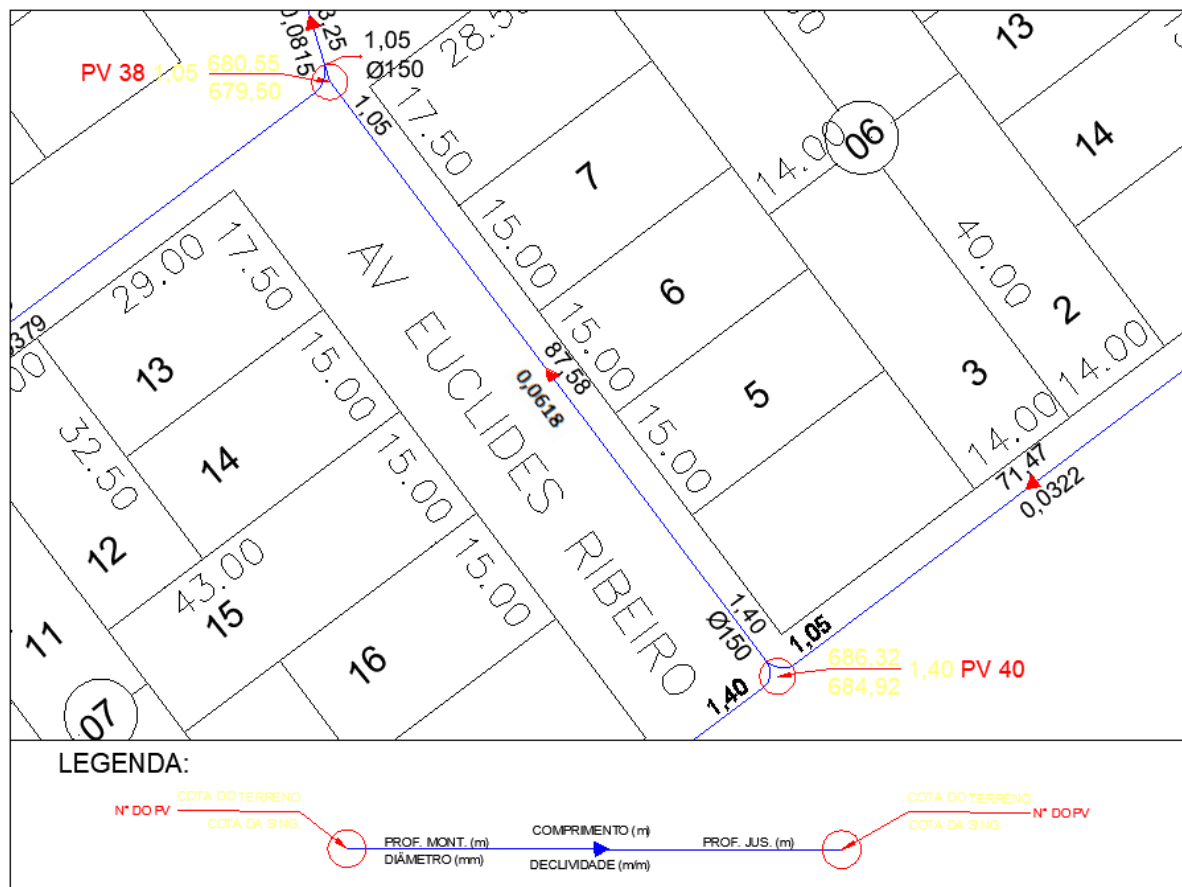 3,25
0,0815
1,05
Ø150
PV 38 1,05 680,55
679,50
1,05
28.5
17.50
7
14.00
06
13
14
15.00
6
15.00
5
15.00
40.00
2
14.00
3
14.00
71,47
0,0322
29.00
17.50
13
15.00
14
15.00
15.00
32.50
12
43.00
15
16
11
07
0379
AV EUCLIDES RIBEIRO
87,58
0,0618
1,40
Ø150
1,05
1,40
686,32
684,92
1,40 PV 40
LEGENDA:
N° DO PV
COTA DO TERRENO
COTA DA SING.
PROF. MONT. (m)
DIÂMETRO (mm)
COMPRIMENTO (m)
DECLIVIDADE (m/m)
PROF. JUS. (m)
COTA DO TERRENO
COTA DA SING.
N° DO PV